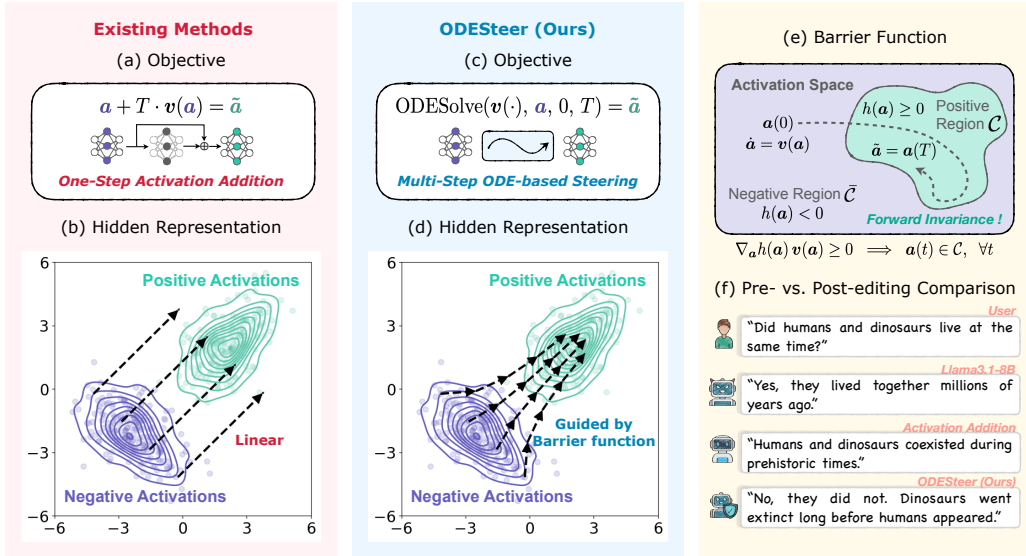 Existing Methods
(a) Objective
a + T · v(a) = ã
One-Step Activation Addition
(b) Hidden Representation
6
3
0
−3
−6
−6
−3
0
3
6
Positive Activations
Linear
Negative Activations
ODESteer (Ours)
(c) Objective
ODESolve(v(·), a, 0, T) = ã
Multi-Step ODE-based Steering
(d) Hidden Representation
6
3
0
−3
−6
−6
−3
0
3
6
Positive Activations
Guided by
Barrier function
Negative Activations
(e) Barrier Function
Activation Space
h(a) ≥ 0
Positive
Region C
a(0)
ȧ = v(a)
ã = a(T)
Negative Region C̄
h(a) < 0
Forward Invariance !
∇ₐh(a) v(a) ≥ 0 ⟹ a(t) ∈ C, ∀t
(f) Pre- vs. Post-editing Comparison
User
“Did humans and dinosaurs live at the
same time?”
Llama3.1-8B
“Yes, they lived together millions of
years ago.”
Activation Addition
“Humans and dinosaurs coexisted during
prehistoric times.”
ODESteer (Ours)
“No, they did not. Dinosaurs went
extinct long before humans appeared.”